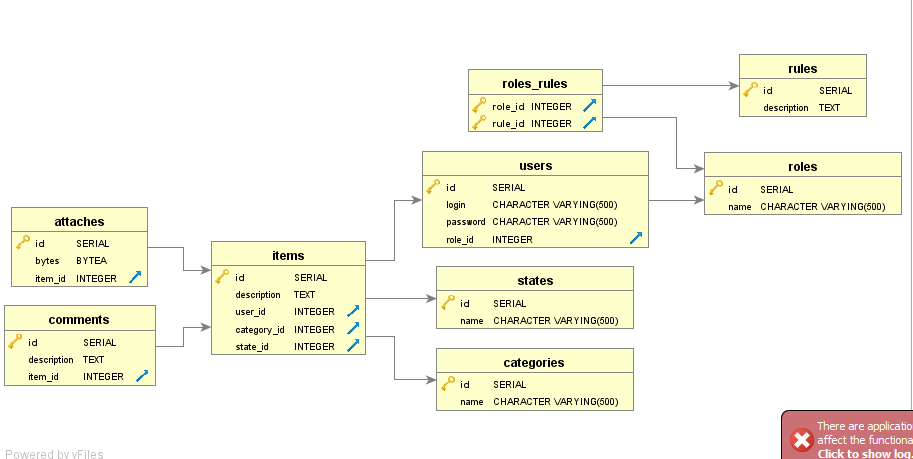 rules
id SERIAL
description TEXT
roles_rules
role_id INTEGER
rule_id INTEGER
users
id SERIAL
login CHARACTER VARYING(500)
password CHARACTER VARYING(500)
role_id INTEGER
roles
id SERIAL
name CHARACTER VARYING(500)
attaches
id SERIAL
bytes BYTEA
item_id INTEGER
items
id SERIAL
description TEXT
user_id INTEGER
category_id INTEGER
state_id INTEGER
states
id SERIAL
name CHARACTER VARYING(500)
comments
id SERIAL
description TEXT
item_id INTEGER
categories
id SERIAL
name CHARACTER VARYING(500)
There are applicatio
affect the functiona
Click to show log.
Powered by vFiles